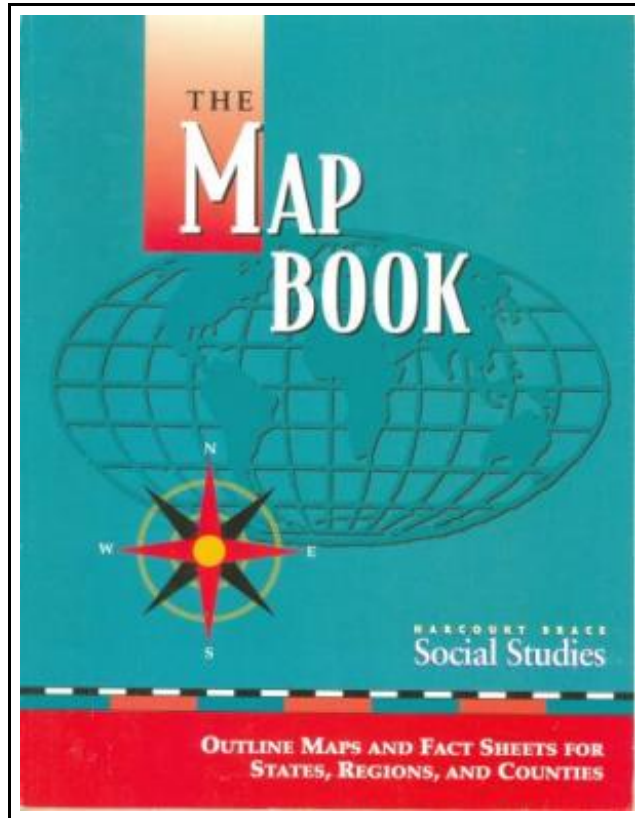 THE
MAP
BOOK
N
W
E
S
HARCOURT BRACE
Social Studies
OUTLINE MAPS AND FACT SHEETS FOR
STATES, REGIONS, AND COUNTIES